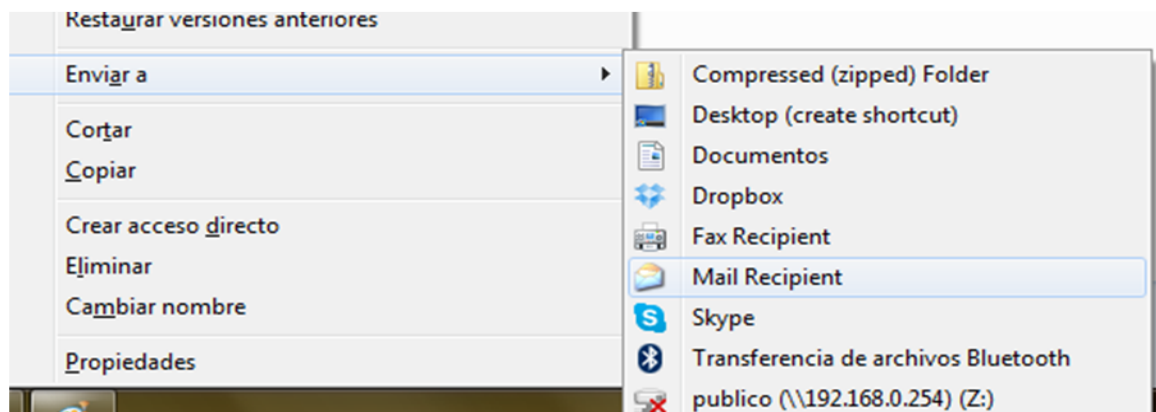 Restaurar versiones anteriores
Enviar a
Cortar
Copiar
Crear acceso directo
Eliminar
Cambiar nombre
Propiedades
Compressed (zipped) Folder
Desktop (create shortcut)
Documentos
Dropbox
Fax Recipient
Mail Recipient
Skype
Transferencia de archivos Bluetooth
publico (\\192.168.0.254) (Z:)